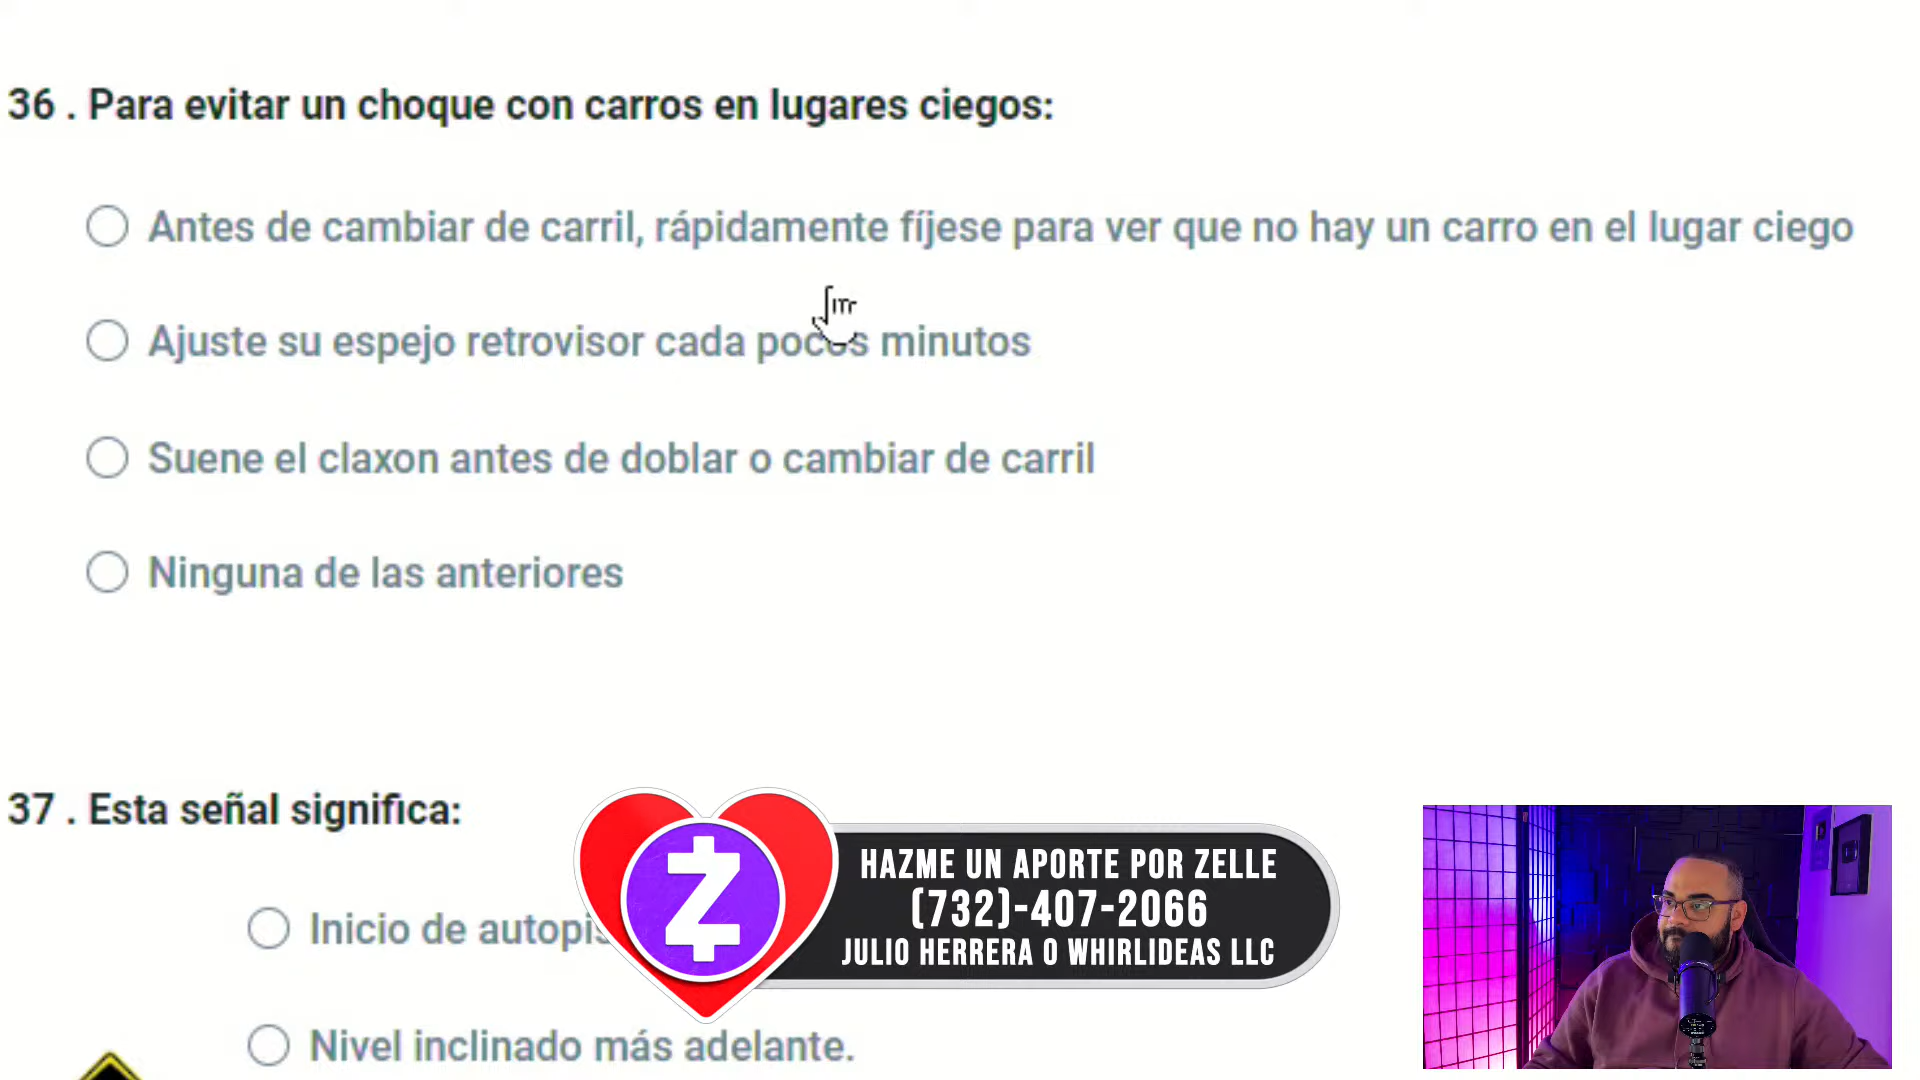 36 . Para evitar un choque con carros en lugares ciegos:
Antes de cambiar de carril, rápidamente fíjese para ver que no hay un carro en el lugar ciego
Ajuste su espejo retrovisor cada pocos minutos
Suene el claxon antes de doblar o cambiar de carril
Ninguna de las anteriores
37 . Esta señal significa:
Inicio de
Nivel inclinado más adelante.
HAZME UN APORTE POR ZELLE
(732)-407-2066
JULIO HERRERA O WHIRLIDEAS LLC